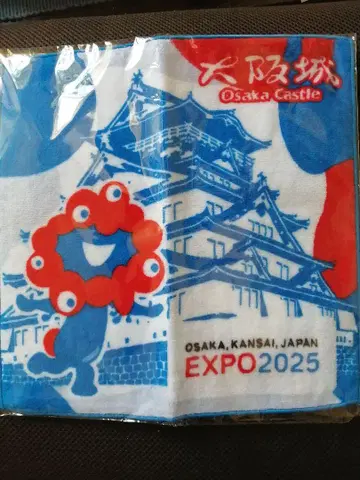 大阪城
Osaka Castle
OSAKA, KANSAI, JAPAN
EXPO2025